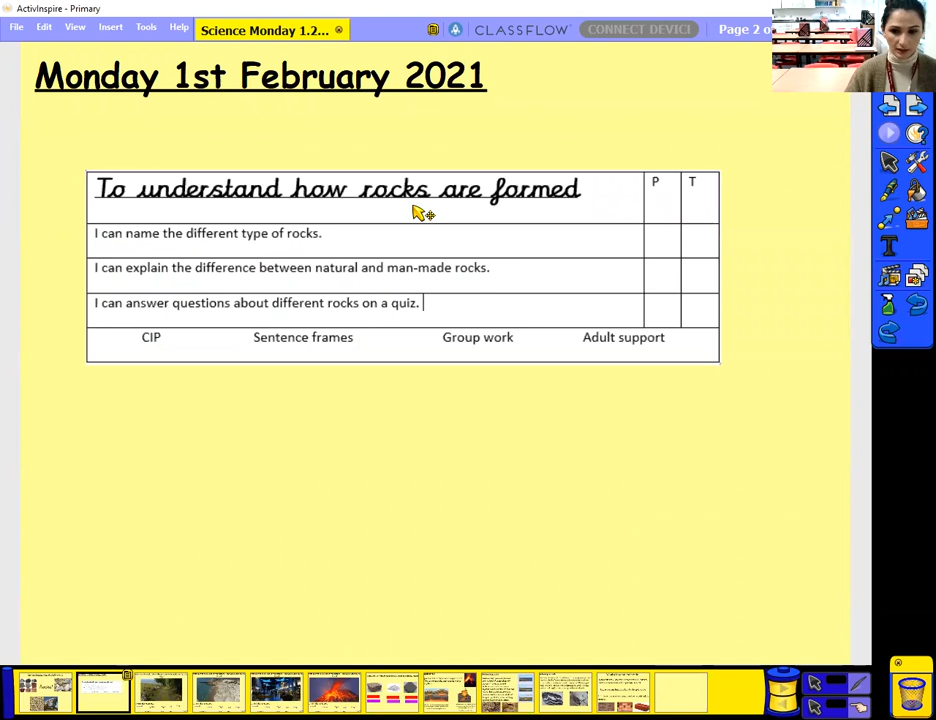 ActivInspire - Primary
File Edit View Insert Tools Help
Science Monday 1.2...
CLASSFLOW
CONNECT DEVICI
Page 2 o
Monday 1st February 2021
To understand how rocks are formed P T
I can name the different type of rocks.
I can explain the difference between natural and man-made rocks.
I can answer questions about different rocks on a quiz.
CIP Sentence frames Group work Adult support